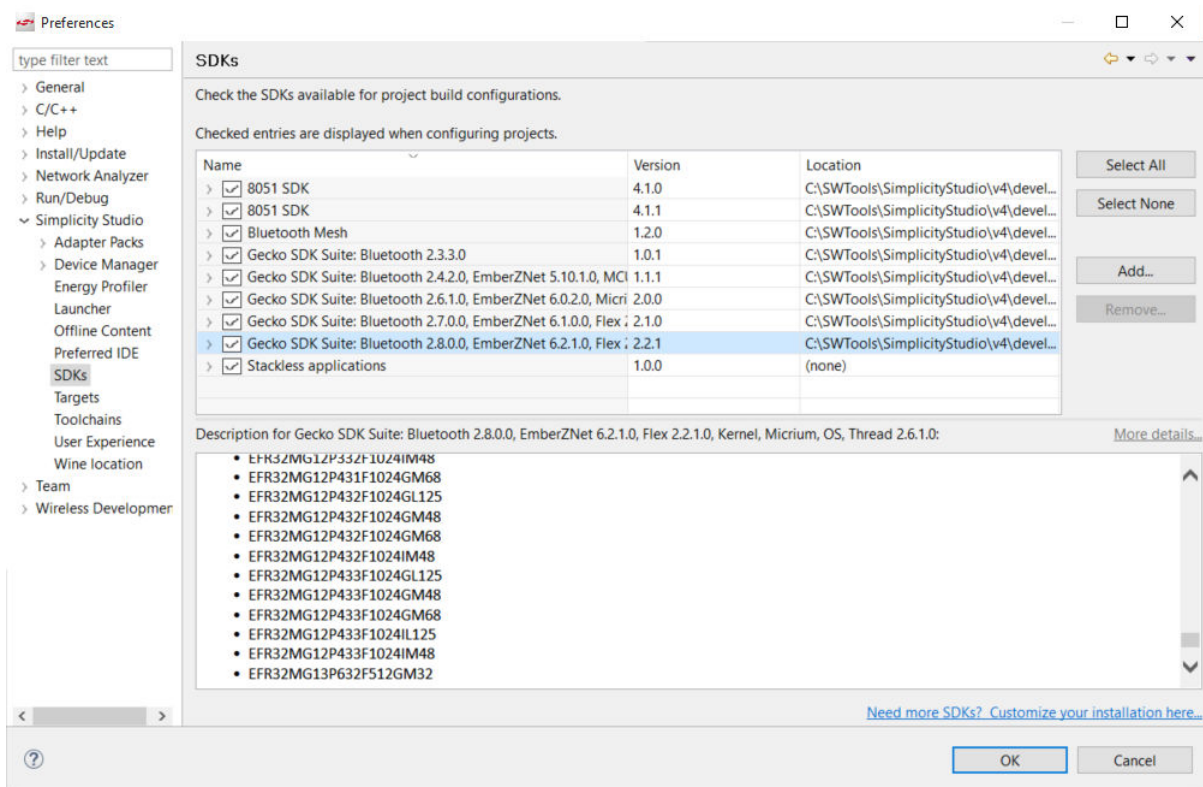 Preferences
type filter text
General
C/C++
Help
Install/Update
Network Analyzer
Run/Debug
Simplicity Studio
Adapter Packs
Device Manager
Energy Profiler
Launcher
Offline Content
Preferred IDE
SDKs
Targets
Toolchains
User Experience
Wine location
Team
Wireless Developmen
SDKs
Check the SDKs available for project build configurations.
Checked entries are displayed when configuring projects.
Name Version Location
8051 SDK 4.1.0 C:\SWTools\SimplicityStudio\v4\devel...
8051 SDK 4.1.1 C:\SWTools\SimplicityStudio\v4\devel...
Bluetooth Mesh 1.2.0 C:\SWTools\SimplicityStudio\v4\devel...
Gecko SDK Suite: Bluetooth 2.3.3.0 1.0.1 C:\SWTools\SimplicityStudio\v4\devel...
Gecko SDK Suite: Bluetooth 2.4.2.0, EmberZNet 5.10.1.0, MCU 1.1.1 C:\SWTools\SimplicityStudio\v4\devel...
Gecko SDK Suite: Bluetooth 2.6.1.0, EmberZNet 6.0.2.0, Micri 2.0.0 C:\SWTools\SimplicityStudio\v4\devel...
Gecko SDK Suite: Bluetooth 2.7.0.0, EmberZNet 6.1.0.0, Flex 2 2.1.0 C:\SWTools\SimplicityStudio\v4\devel...
Gecko SDK Suite: Bluetooth 2.8.0.0, EmberZNet 6.2.1.0, Flex 2 2.2.1 C:\SWTools\SimplicityStudio\v4\devel...
Stackless applications 1.0.0 (none)
Select All
Select None
Add...
Remove...
Description for Gecko SDK Suite: Bluetooth 2.8.0.0, EmberZNet 6.2.1.0, Flex 2.2.1.0, Kernel, Micrium, OS, Thread 2.6.1.0: More details...
• EFR32MG12P332F1024IM48
• EFR32MG12P431F1024GM68
• EFR32MG12P432F1024GL125
• EFR32MG12P432F1024GM48
• EFR32MG12P432F1024GM68
• EFR32MG12P432F1024IM48
• EFR32MG12P433F1024GL125
• EFR32MG12P433F1024GM48
• EFR32MG12P433F1024GM68
• EFR32MG12P433F1024IL125
• EFR32MG12P433F1024IM48
• EFR32MG13P632F512GM32
Need more SDKs? Customize your installation here...
OK Cancel